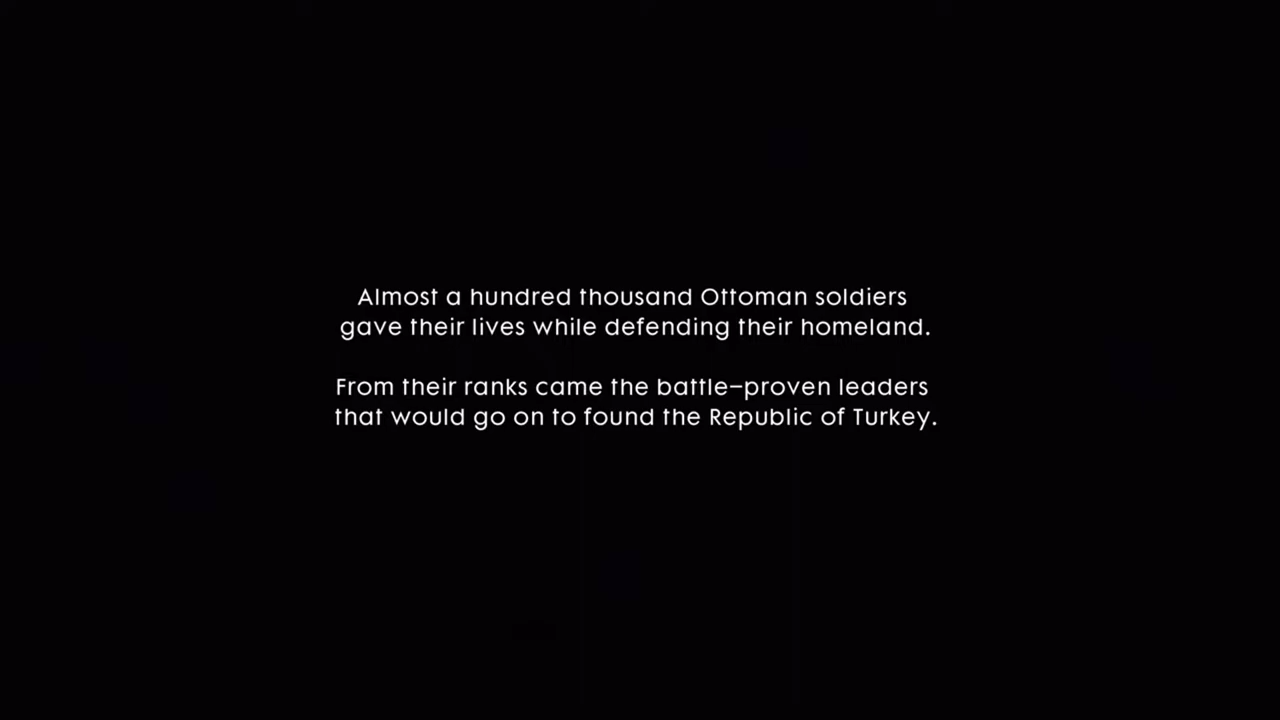 Almost a hundred thousand Ottoman soldiers
gave their lives while defending their homeland.
From their ranks came the battle–proven leaders
that would go on to found the Republic of Turkey.